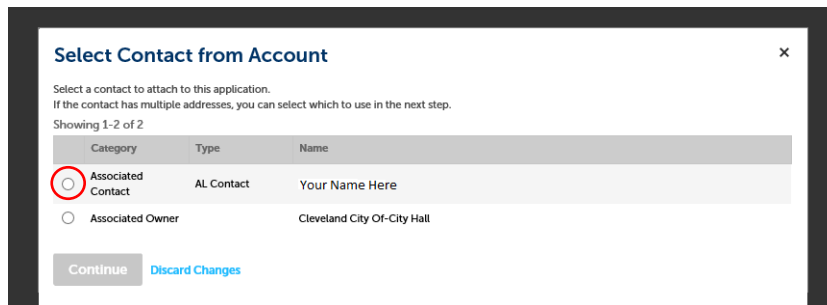 Select Contact from Account
×
Select a contact to attach to this application.
If the contact has multiple addresses, you can select which to use in the next step.
Showing 1-2 of 2
Category Type Name
Associated
Contact AL Contact Your Name Here
Associated Owner Cleveland City Of-City Hall
Continue Discard Changes